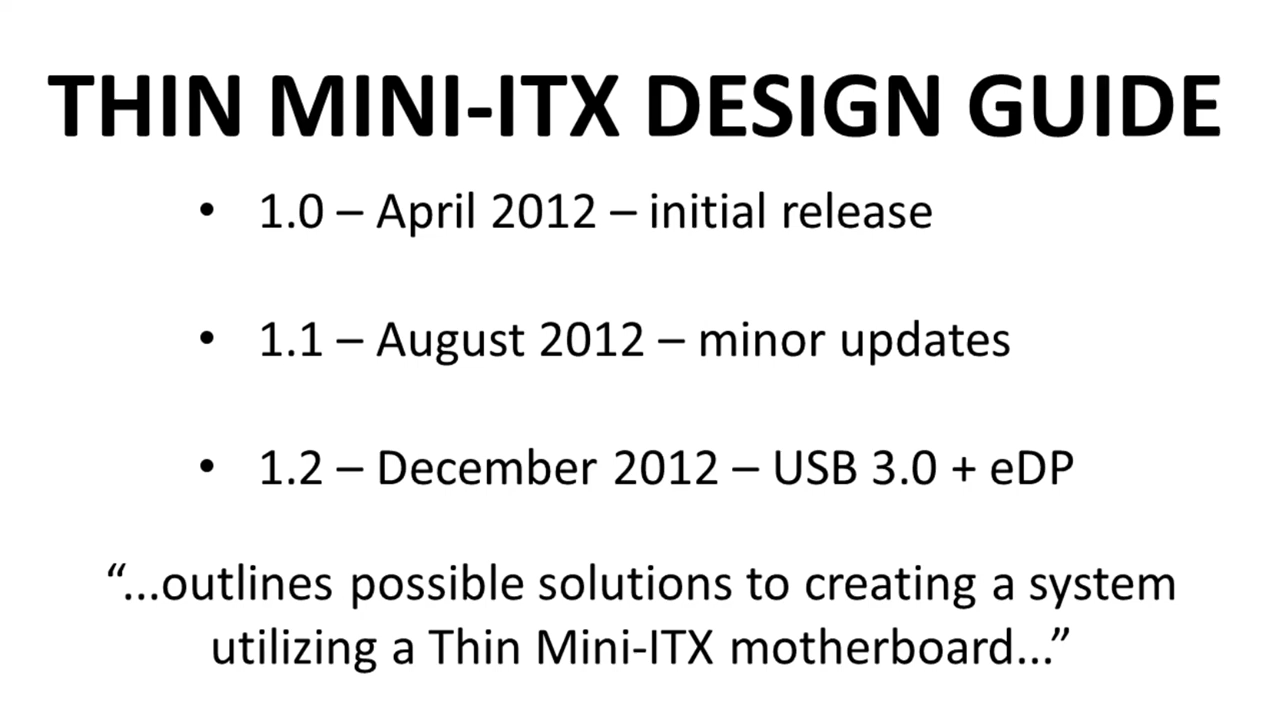 THIN MINI-ITX DESIGN GUIDE
• 1.0 – April 2012 – initial release
• 1.1 – August 2012 – minor updates
• 1.2 – December 2012 – USB 3.0 + eDP
“...outlines possible solutions to creating a system
utilizing a Thin Mini-ITX motherboard...”